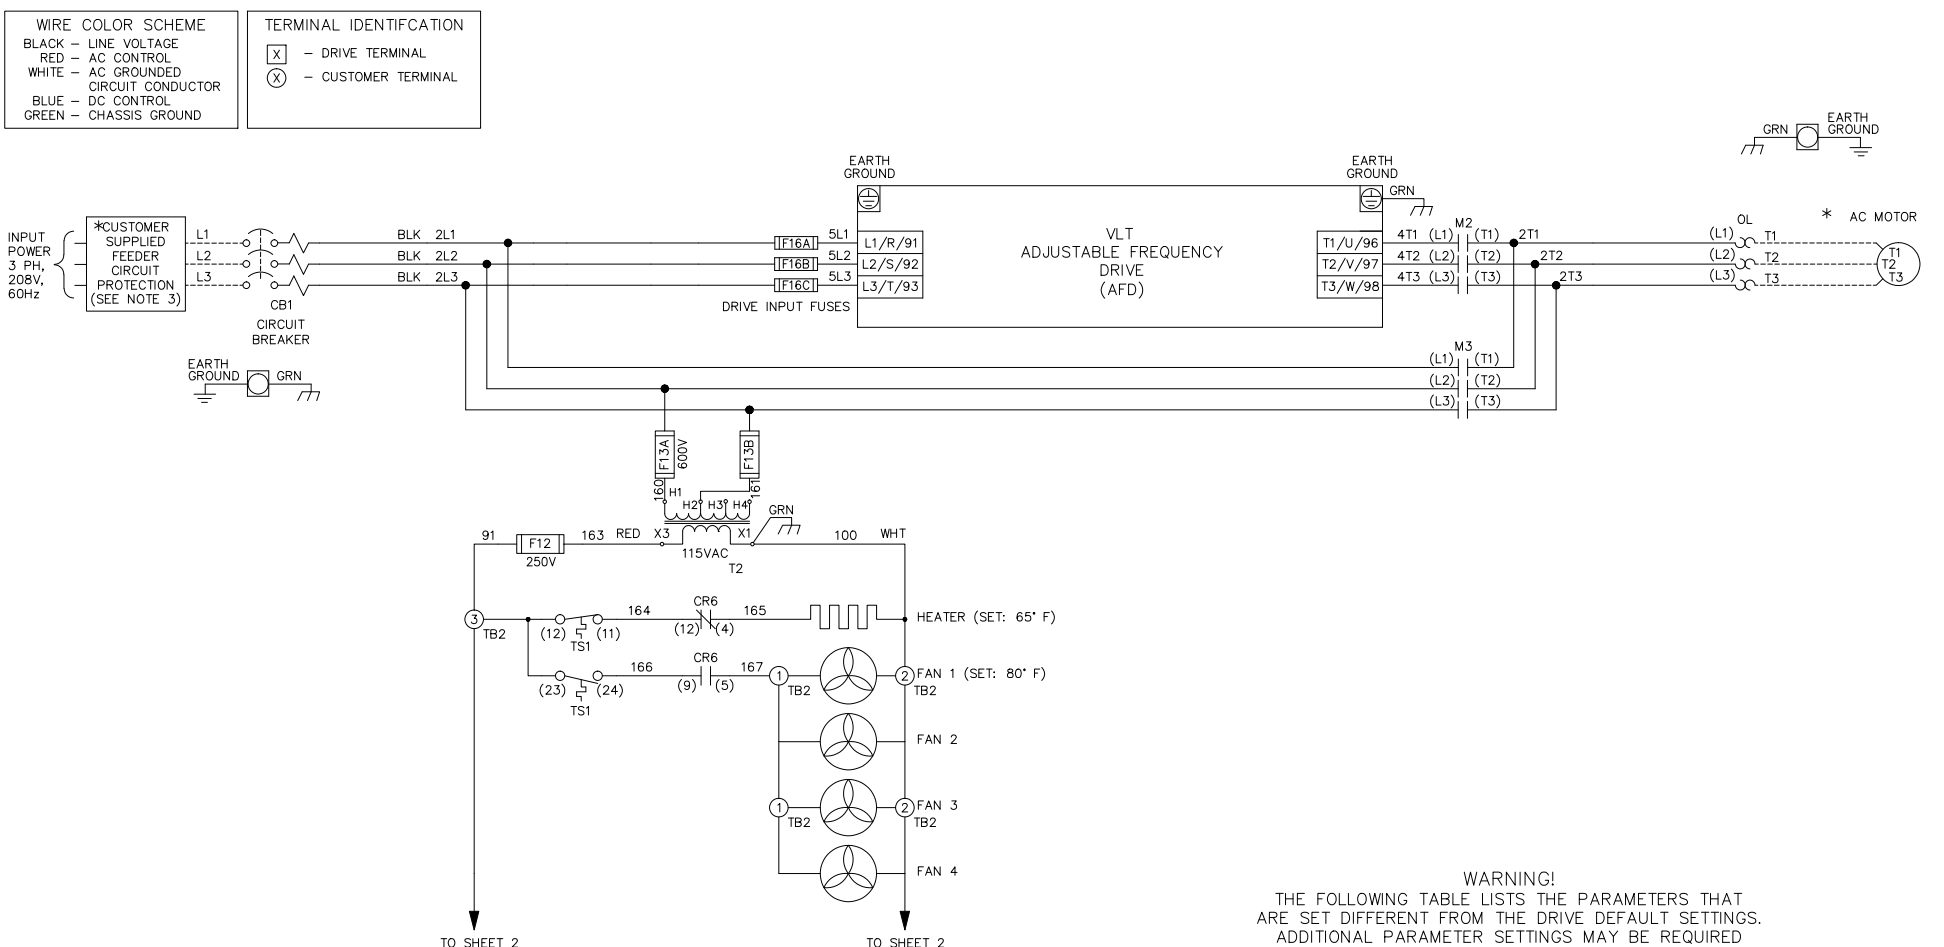 WIRE COLOR SCHEME
BLACK – LINE VOLTAGE
RED – AC CONTROL
WHITE – AC GROUNDED
CIRCUIT CONDUCTOR
BLUE – DC CONTROL
GREEN – CHASSIS GROUND
TERMINAL IDENTIFCATION
X – DRIVE TERMINAL
X – CUSTOMER TERMINAL
GRN
EARTH
GROUND
INPUT
POWER
3 PH,
208V,
60Hz
*CUSTOMER
SUPPLIED
FEEDER
CIRCUIT
PROTECTION
(SEE NOTE 3)
L1
L2
L3
CB1
CIRCUIT
BREAKER
BLK 2L1
BLK 2L2
BLK 2L3
F16A 5L1
F16B 5L2
F16C 5L3
DRIVE INPUT FUSES
EARTH
GROUND
L1/R/91
L2/S/92
L3/T/93
VLT
ADJUSTABLE FREQUENCY
DRIVE
(AFD)
EARTH
GROUND
GRN
T1/U/96
T2/V/97
T3/W/98
M2
4T1 (L1) (T1) 2T1
4T2 (L2) (T2) 2T2
4T3 (L3) (T3) 2T3
OL
(L1) T1
(L2) T2
(L3) T3
* AC MOTOR
T1
T2
T3
M3
(L1) (T1)
(L2) (T2)
(L3) (T3)
EARTH
GROUND
GRN
F13A
600V
F13B
160
161
H1
H2 H3 H4
GRN
91
F12
250V
163 RED X3
115VAC
X1
100 WHT
T2
3
TB2
(12) (11)
TS1
164
CR6
(12) (4)
165
HEATER (SET: 65° F)
(23) (24)
TS1
166
CR6
(9) (5)
167
1
TB2
2
TB2
FAN 1 (SET: 80° F)
FAN 2
1
TB2
2
TB2
FAN 3
FAN 4
TO SHEET 2
TO SHEET 2
WARNING!
THE FOLLOWING TABLE LISTS THE PARAMETERS THAT
ARE SET DIFFERENT FROM THE DRIVE DEFAULT SETTINGS.
ADDITIONAL PARAMETER SETTINGS MAY BE REQUIRED